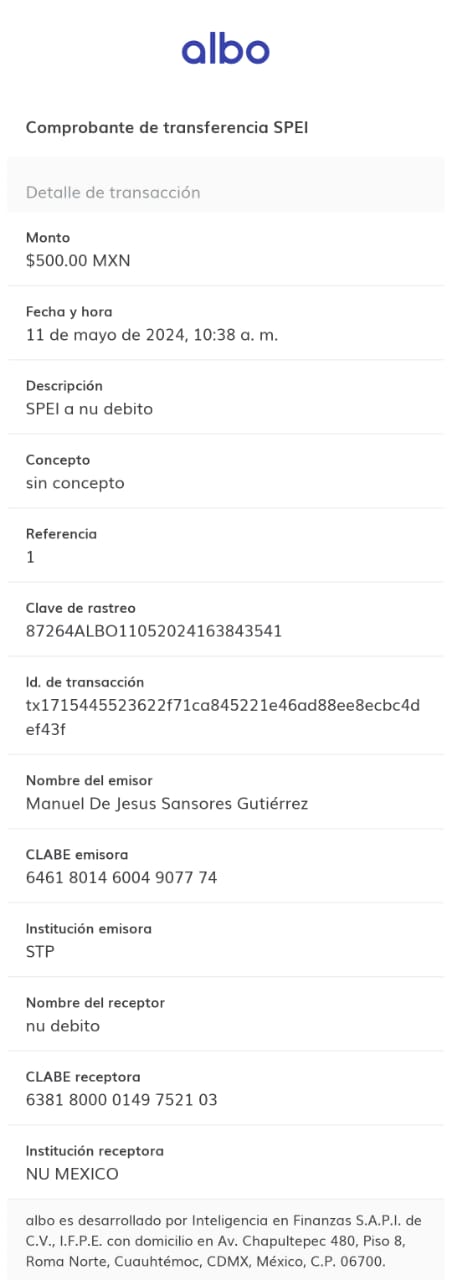 albo
Comprobante de transferencia SPEI
Detalle de transacción
Monto
$500.00 MXN
Fecha y hora
11 de mayo de 2024, 10:38 a. m.
Descripción
SPEI a nu debito
Concepto
sin concepto
Referencia
1
Clave de rastreo
87264ALBO11052024163843541
Id. de transacción
tx1715445523622f71ca845221e46ad88ee8ecbc4d
ef43f
Nombre del emisor
Manuel De Jesus Sansores Gutiérrez
CLABE emisora
6461 8014 6004 9077 74
Institución emisora
STP
Nombre del receptor
nu debito
CLABE receptora
6381 8000 0149 7521 03
Institución receptora
NU MEXICO
albo es desarrollado por Inteligencia en Finanzas S.A.P.I. de
C.V., I.F.P.E. con domicilio en Av. Chapultepec 480, Piso 8,
Roma Norte, Cuauhtémoc, CDMX, México, C.P. 06700.